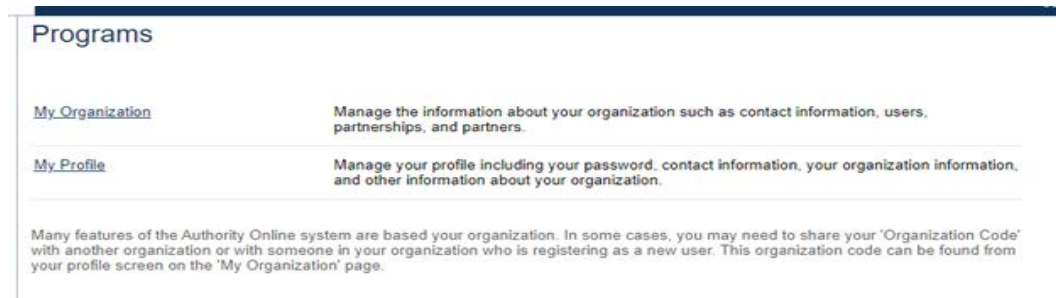 Programs
My Organization
Manage the information about your organization such as contact information, users,
partnerships, and partners.
My Profile
Manage your profile including your password, contact information, your organization information,
and other information about your organization.
Many features of the Authority Online system are based your organization. In some cases, you may need to share your 'Organization Code'
with another organization or with someone in your organization who is registering as a new user. This organization code can be found from
your profile screen on the 'My Organization' page.